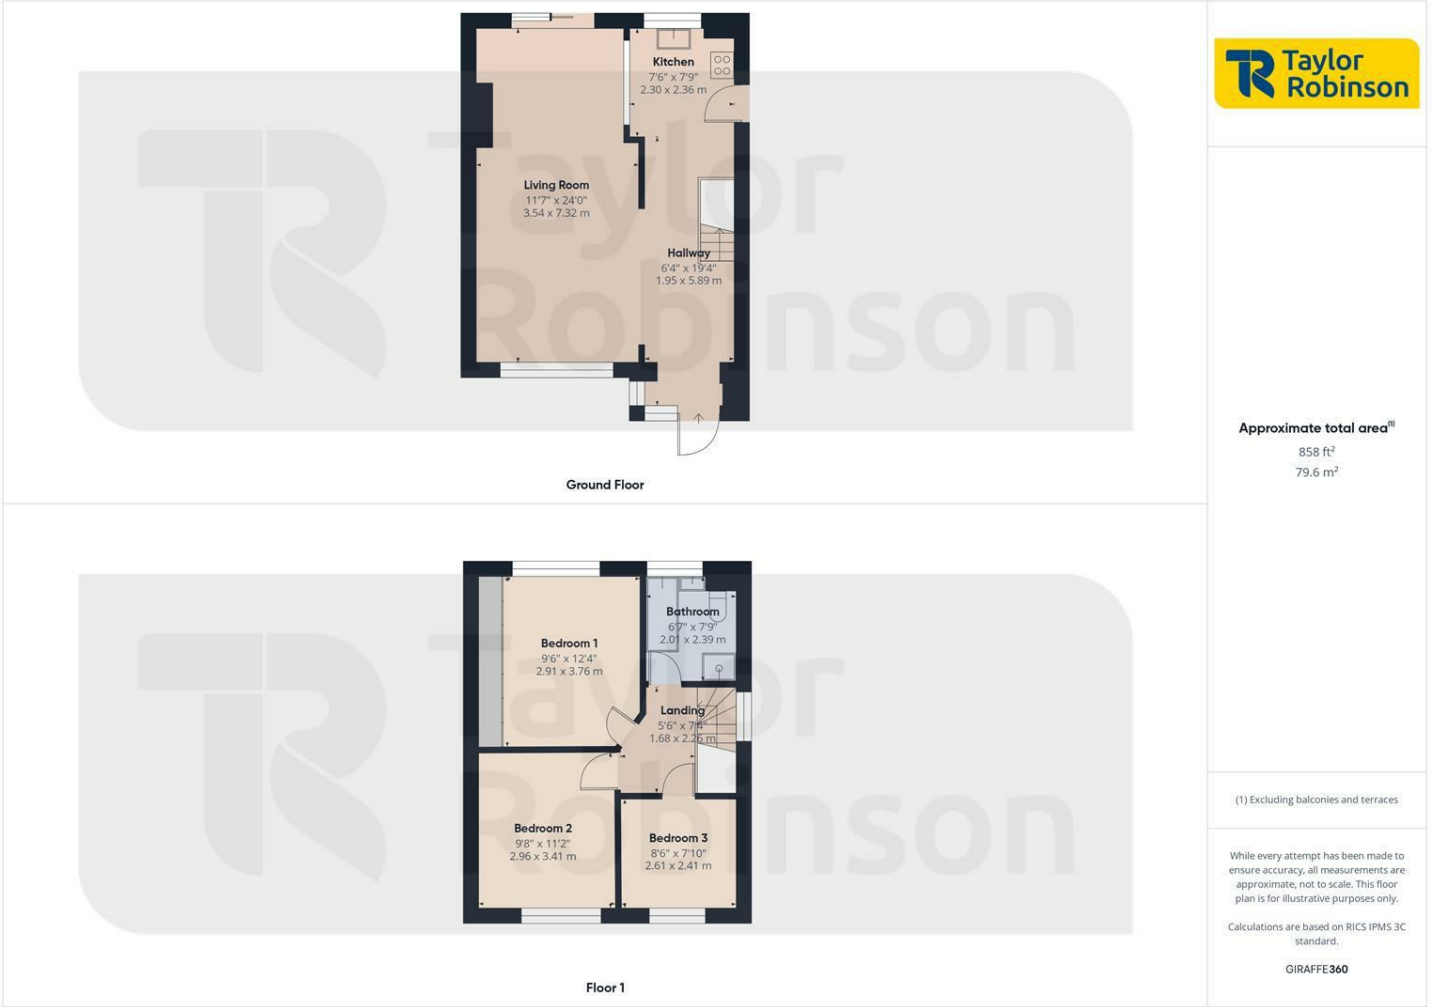 Kitchen
7'6" x 7'9"
2.30 x 2.36 m
Living Room
11'7" x 24'0"
3.54 x 7.32 m
Hallway
6'4" x 19'4"
1.95 x 5.89 m
Taylor
Robinson
Ground Floor
Bathroom
6'7" x 7'9"
2.01 x 2.39 m
Bedroom 1
9'6" x 12'4"
2.91 x 3.76 m
Landing
5'6" x 7'4"
1.68 x 2.26 m
Bedroom 2
9'8" x 11'2"
2.96 x 3.41 m
Bedroom 3
8'6" x 7'10"
2.61 x 2.41 m
Taylor
Robinson
Floor 1
Taylor
Robinson
Approximate total area(1)
858 ft²
79.6 m²
(1) Excluding balconies and terraces
While every attempt has been made to
ensure accuracy, all measurements are
approximate, not to scale. This floor
plan is for illustrative purposes only.
Calculations are based on RICS IPMS 3C
standard.
GIRAFFE360